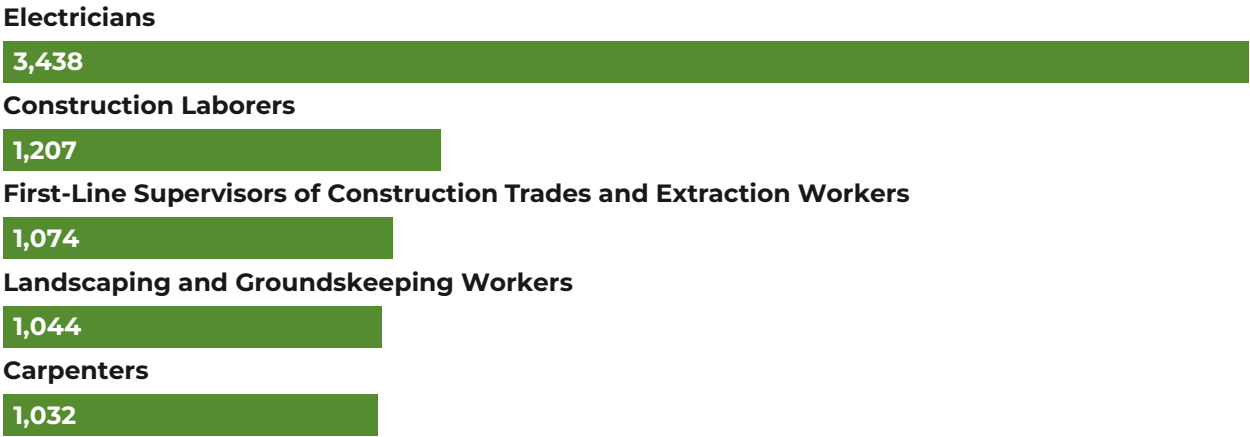 Electricians
3,438
Construction Laborers
1,207
First-Line Supervisors of Construction Trades and Extraction Workers
1,074
Landscaping and Groundskeeping Workers
1,044
Carpenters
1,032